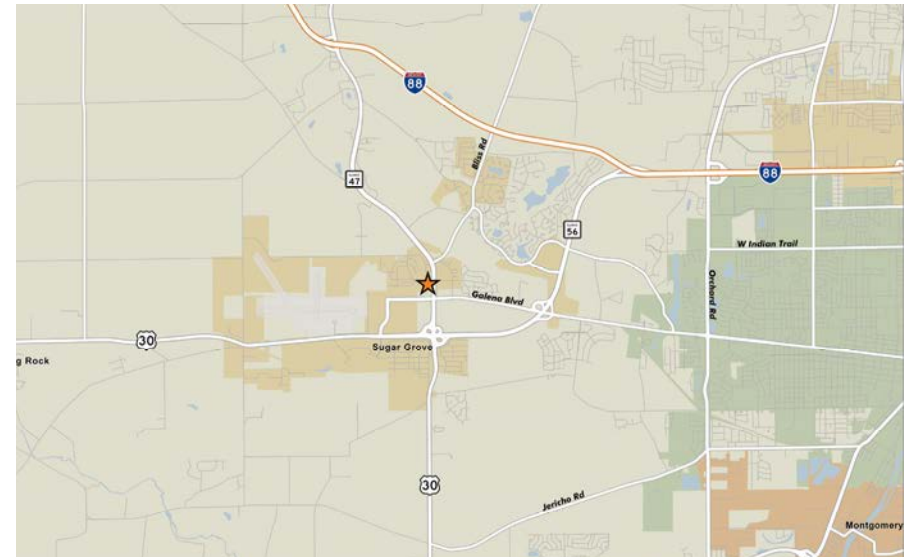 88
Bliss Rd
47
88
56
W Indian Trail
Orchard Rd
Galena Blvd
30
Sugar Grove
g Rock
30
Jericho Rd
Montgomery